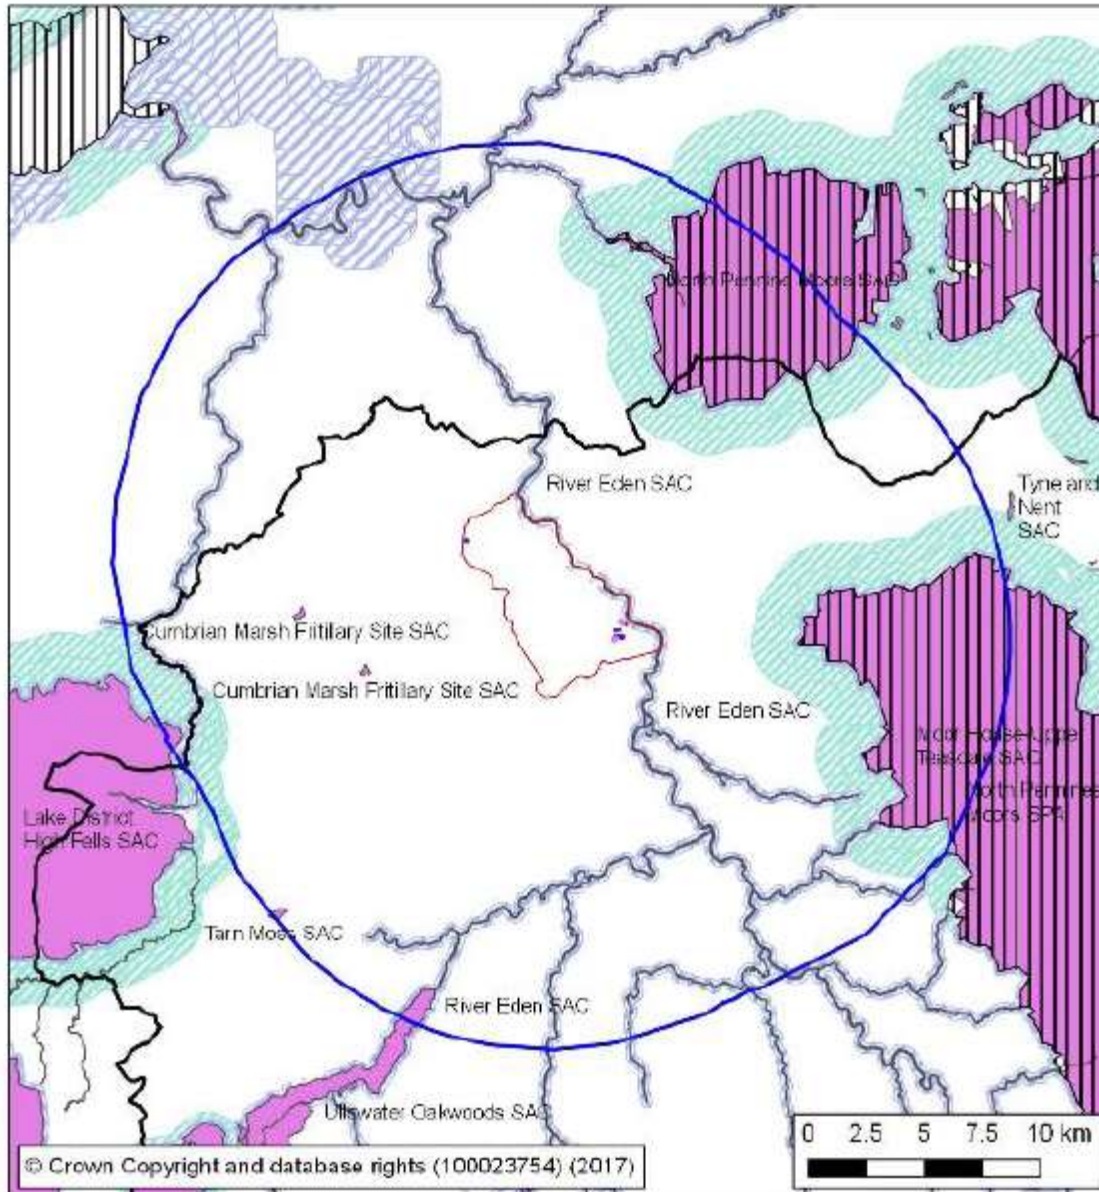 North Pennine Moors SAC
River Eden SAC
Tyne and
Nent
SAC
Cumbrian Marsh Fritillary Site SAC
Cumbrian Marsh Fritillary Site SAC
River Eden SAC
Moor House-Upper
Teasdale SAC
North Pennines
Moors SPA
Lake District
High Fells SAC
Tarn Moss SAC
River Eden SAC
Ullswater Oakwoods SAC
0 2.5 5 7.5 10 km
© Crown Copyright and database rights (100023754) (2017)